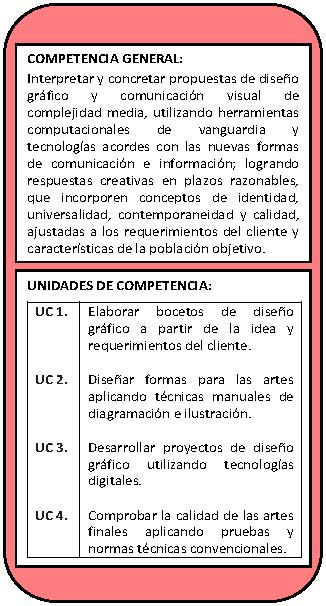 COMPETENCIA GENERAL:
Interpretar y concretar propuestas de diseño
gráfico y comunicación visual de
complejidad media, utilizando herramientas
computacionales de vanguardia y
tecnologías acordes con las nuevas formas
de comunicación e información; logrando
respuestas creativas en plazos razonables,
que incorporen conceptos de identidad,
universalidad, contemporaneidad y calidad,
ajustadas a los requerimientos del cliente y
características de la población objetivo.
UNIDADES DE COMPETENCIA:
UC 1. Elaborar bocetos de diseño
gráfico a partir de la idea y
requerimientos del cliente.
UC 2. Diseñar formas para las artes
aplicando técnicas manuales de
diagramación e ilustración.
UC 3. Desarrollar proyectos de diseño
gráfico utilizando tecnologías
digitales.
UC 4. Comprobar la calidad de las artes
finales aplicando pruebas y
normas técnicas convencionales.